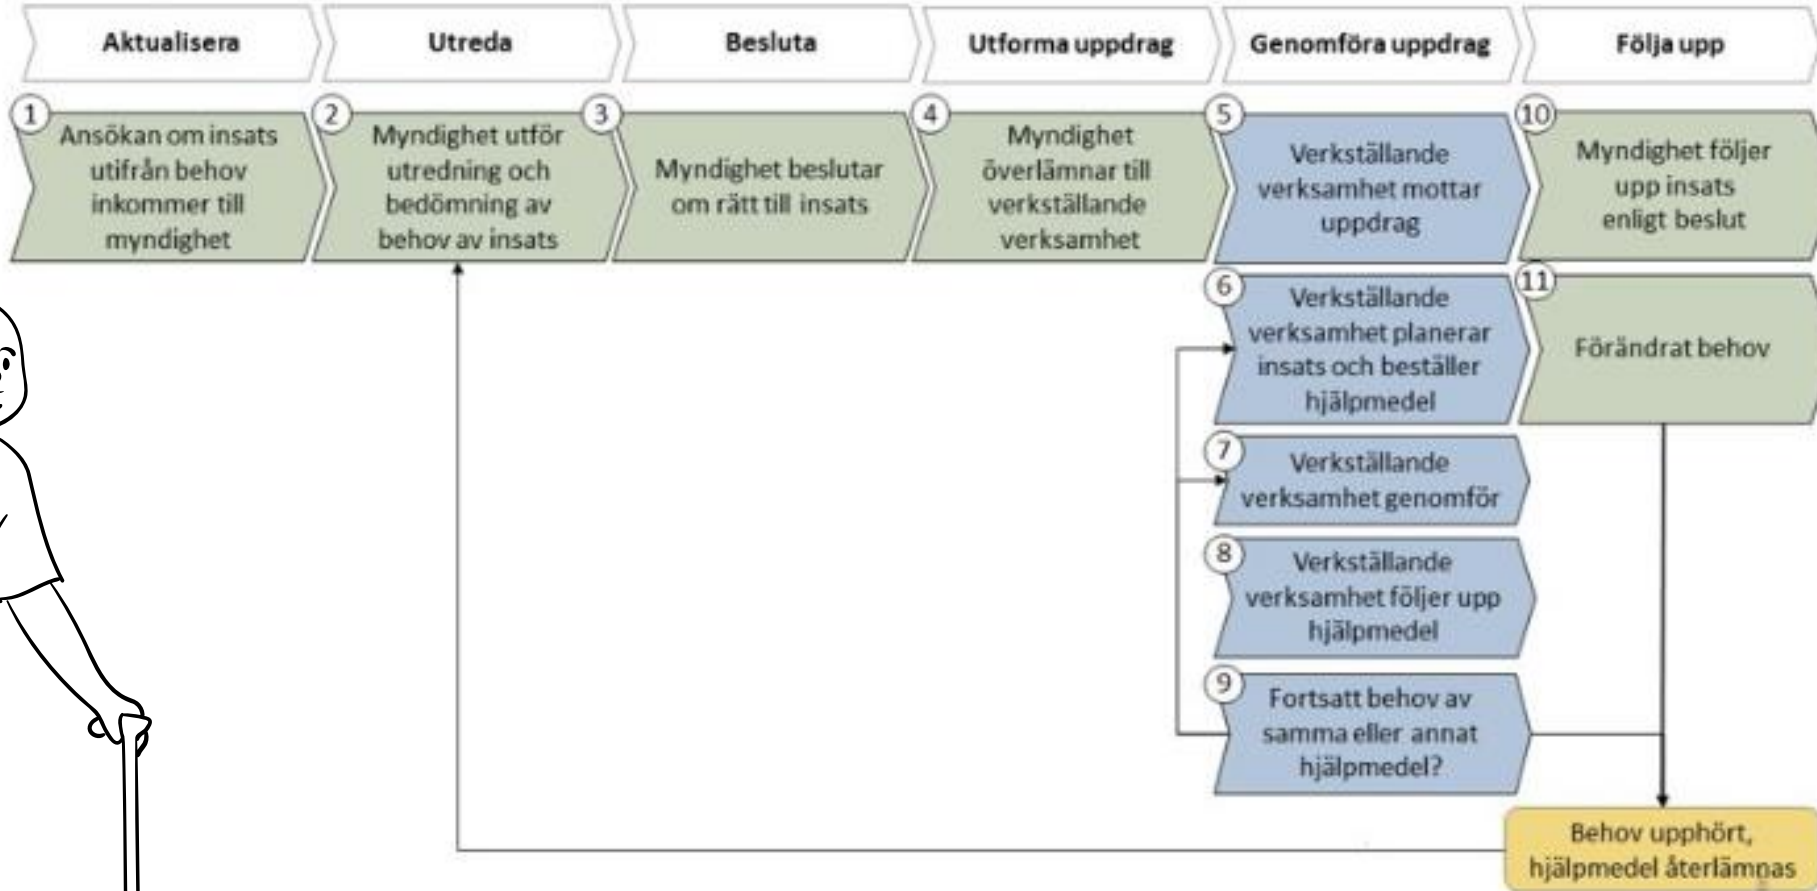 Aktualisera
Utreda
Besluta
Utforma uppdrag
Genomföra uppdrag
Följa upp
1
Ansökan om insats
utifrån behov
inkommer till
myndighet
2
Myndighet utför
utredning och
bedömning av
behov av insats
3
Myndighet beslutar
om rätt till insats
4
Myndighet
överlämnar till
verkställande
verksamhet
5
Verkställande
verksamhet mottar
uppdrag
10
Myndighet följer
upp insats
enligt beslut
6
Verkställande
verksamhet planerar
insats och beställer
hjälpmedel
11
Förändrat behov
7
Verkställande
verksamhet genomför
8
Verkställande
verksamhet följer upp
hjälpmedel
9
Fortsatt behov av
samma eller annat
hjälpmedel?
Behov upphört,
hjälpmedel återlämnas